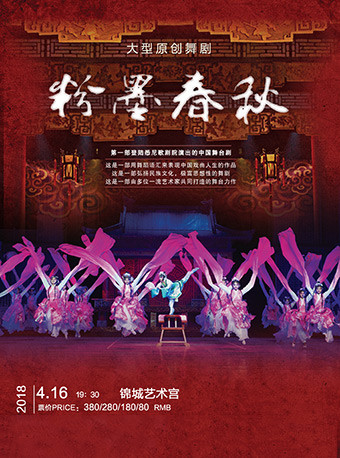 大型原创舞剧
粉墨春秋
第一部登陆悉尼歌剧院演出的中国舞台剧
这是一部用舞蹈语汇来表现中国戏曲人生的作品
这是一部弘扬民族文化，极富思想性的舞剧
这是一部由多位一流艺术家共同打造的舞台力作
2018
4.16 19:30 锦城艺术宫
票价PRICE：380/280/180/80 RMB